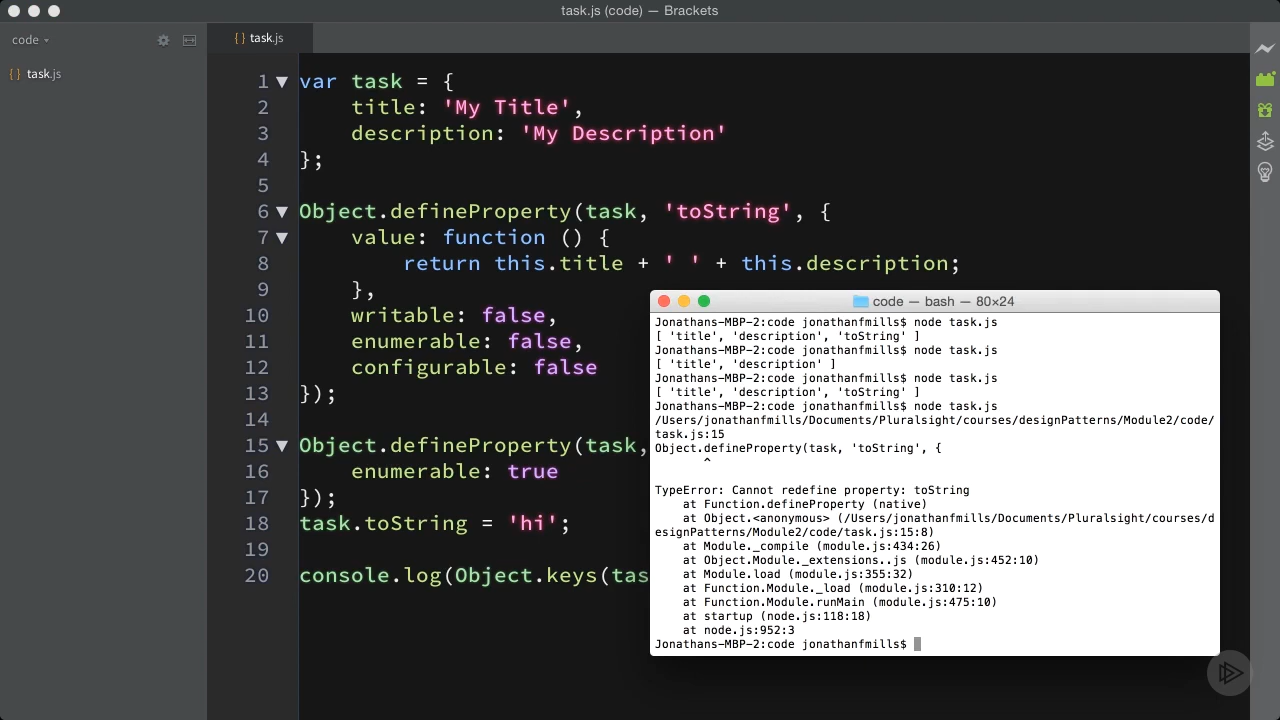 task.js (code) — Brackets
code
task.js
{ } task.js
{ } task.js
1 var task = {
2 title: 'My Title',
3 description: 'My Description'
4 };
5
6 Object.defineProperty(task, 'toString', {
7 value: function () {
8 return this.title + ' ' + this.description;
9 },
10 writable: false,
11 enumerable: false,
12 configurable: false
13 });
14
15 Object.defineProperty(task,
16 enumerable: true
17 });
18 task.toString = 'hi';
19
20 console.log(Object.keys(tas
code — bash — 80×24
Jonathans-MBP-2:code jonathanfmills$ node task.js
[ 'title', 'description', 'toString' ]
Jonathans-MBP-2:code jonathanfmills$ node task.js
[ 'title', 'description' ]
Jonathans-MBP-2:code jonathanfmills$ node task.js
[ 'title', 'description', 'toString' ]
Jonathans-MBP-2:code jonathanfmills$ node task.js
/Users/jonathanfmills/Documents/Pluralsight/courses/designPatterns/Module2/code/
task.js:15
Object.defineProperty(task, 'toString', {
^
TypeError: Cannot redefine property: toString
at Function.defineProperty (native)
at Object.<anonymous> (/Users/jonathanfmills/Documents/Pluralsight/courses/d
esignPatterns/Module2/code/task.js:15:8)
at Module._compile (module.js:434:26)
at Object.Module._extensions..js (module.js:452:10)
at Module.load (module.js:355:32)
at Function.Module._load (module.js:310:12)
at Function.Module.runMain (module.js:475:10)
at startup (node.js:118:18)
at node.js:952:3
Jonathans-MBP-2:code jonathanfmills$